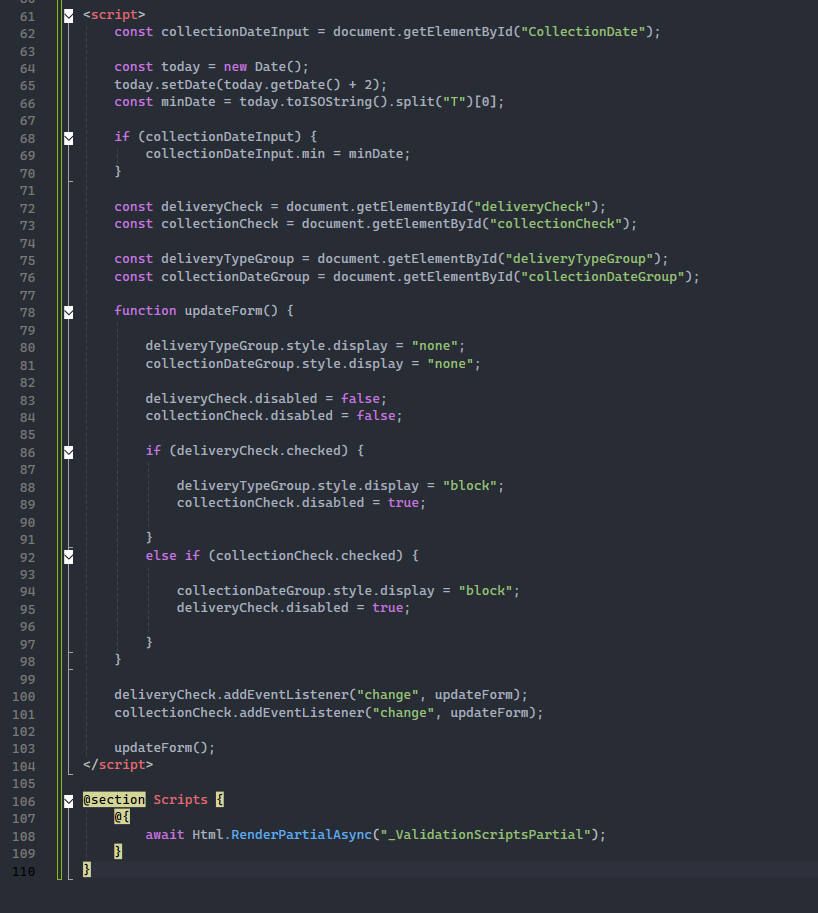 61 <script>
62 const collectionDateInput = document.getElementById("CollectionDate");
63
64 const today = new Date();
65 today.setDate(today.getDate() + 2);
66 const minDate = today.toISOString().split("T")[0];
67
68 if (collectionDateInput) {
69 collectionDateInput.min = minDate;
70 }
71
72 const deliveryCheck = document.getElementById("deliveryCheck");
73 const collectionCheck = document.getElementById("collectionCheck");
74
75 const deliveryTypeGroup = document.getElementById("deliveryTypeGroup");
76 const collectionDateGroup = document.getElementById("collectionDateGroup");
77
78 function updateForm() {
79
80 deliveryTypeGroup.style.display = "none";
81 collectionDateGroup.style.display = "none";
82
83 deliveryCheck.disabled = false;
84 collectionCheck.disabled = false;
85
86 if (deliveryCheck.checked) {
87
88 deliveryTypeGroup.style.display = "block";
89 collectionCheck.disabled = true;
90
91 }
92 else if (collectionCheck.checked) {
93
94 collectionDateGroup.style.display = "block";
95 deliveryCheck.disabled = true;
96
97 }
98 }
99
100 deliveryCheck.addEventListener("change", updateForm);
101 collectionCheck.addEventListener("change", updateForm);
102
103 updateForm();
104 </script>
105
106 @section Scripts {
107 @{
108 await Html.RenderPartialAsync("_ValidationScriptsPartial");
109 }
110 }